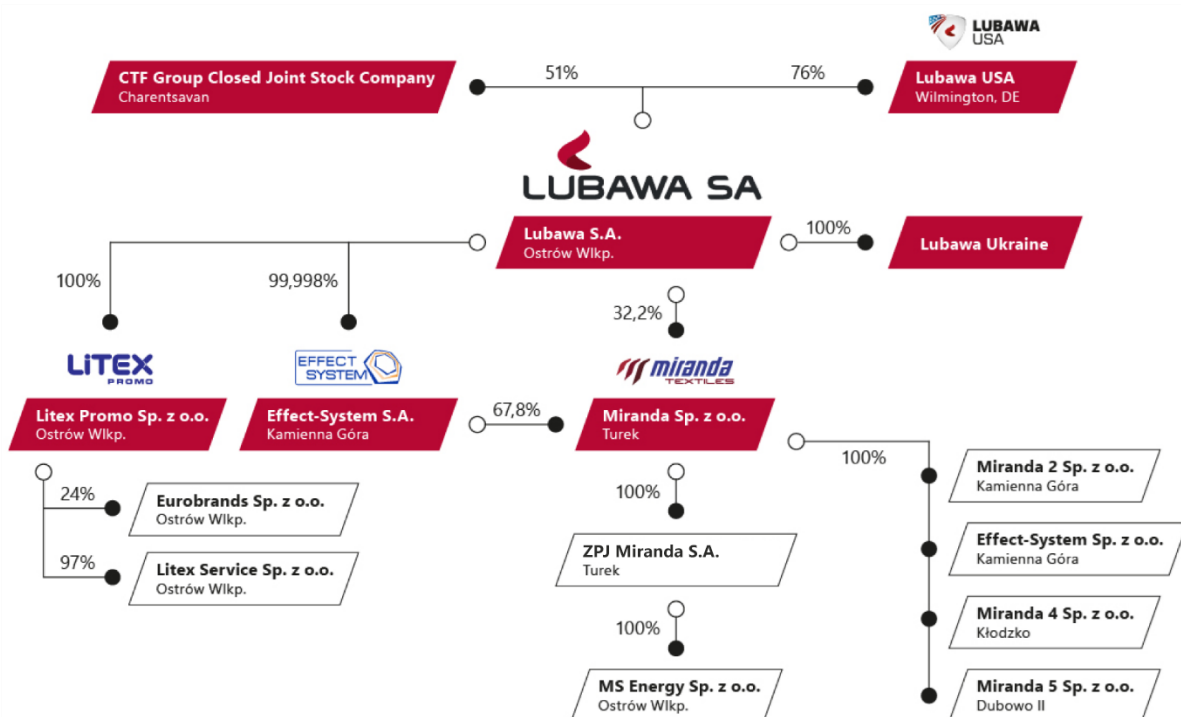 LUBAWA
USA
CTF Group Closed Joint Stock Company
Charentsavan
51%
76%
Lubawa USA
Wilmington, DE
LUBAWA SA
Lubawa S.A.
Ostrów Wlkp.
100%
Lubawa Ukraine
100%
99,998%
32,2%
LiTEX
PROMO
EFFECT
SYSTEM
miranda
TEXTILES
Litex Promo Sp. z o.o.
Ostrów Wlkp.
Effect-System S.A.
Kamienna Góra
67,8%
Miranda Sp. z o.o.
Turek
100%
24%
Eurobrands Sp. z o.o.
Ostrów Wlkp.
97%
Litex Service Sp. z o.o.
Ostrów Wlkp.
100%
ZPJ Miranda S.A.
Turek
100%
MS Energy Sp. z o.o.
Ostrów Wlkp.
Miranda 2 Sp. z o.o.
Kamienna Góra
Effect-System Sp. z o.o.
Kamienna Góra
Miranda 4 Sp. z o.o.
Kłodzko
Miranda 5 Sp. z o.o.
Dubowo II